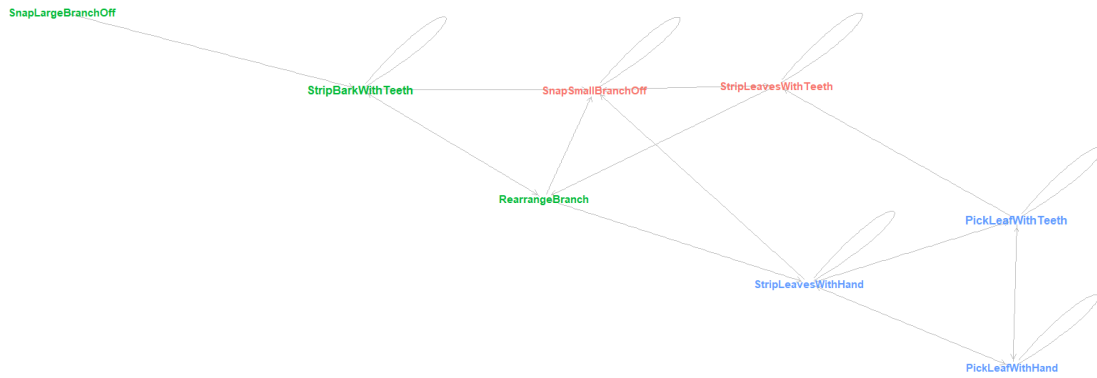 SnapLargeBranchOff
StripBarkWithTeeth
SnapSmallBranchOff
StripLeavesWithTeeth
RearrangeBranch
PickLeafWithTeeth
StripLeavesWithHand
PickLeafWithHand